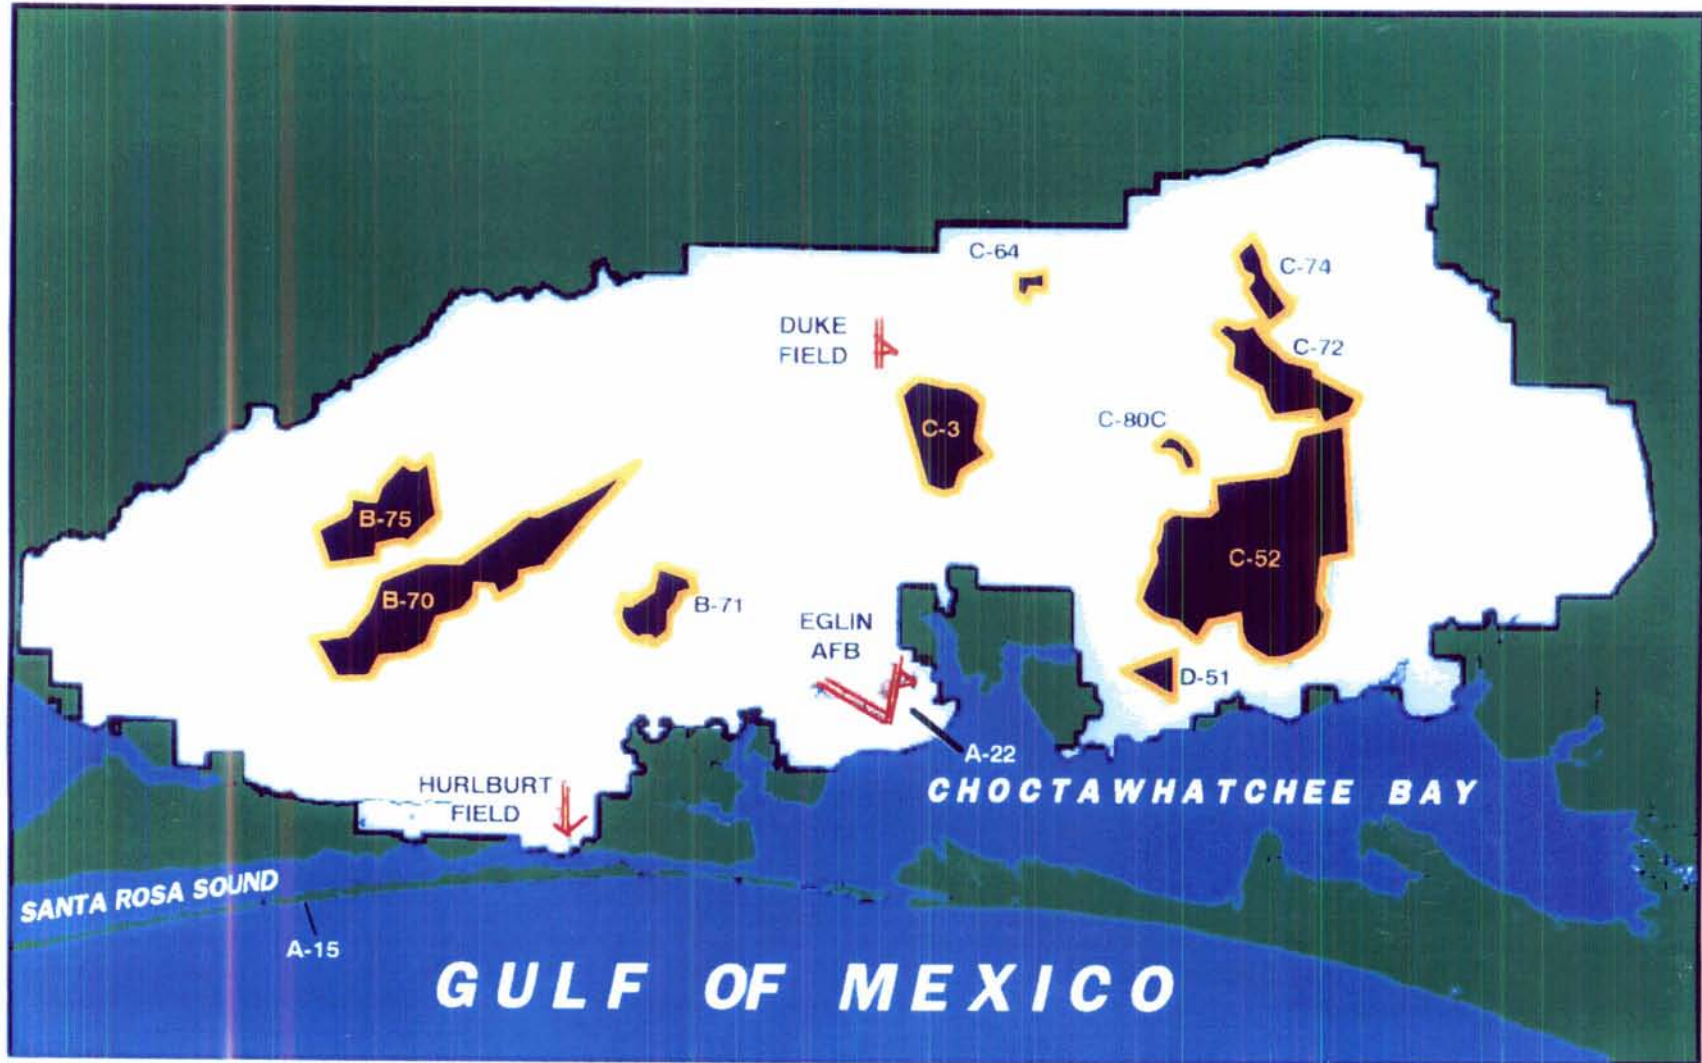 C-64
C-74
DUKE
FIELD
C-72
C-3
C-80C
B-75
C-52
B-70
B-71
EGLIN
AFB
D-51
A-22
HURLBURT
FIELD
CHOCTAWHATCHEE BAY
SANTA ROSA SOUND
A-15
GULF OF MEXICO